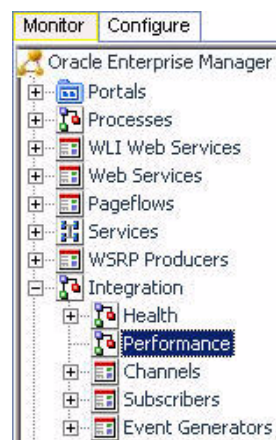 Monitor Configure
Oracle Enterprise Manager
Portals
Processes
WLI Web Services
Web Services
Pageflows
Services
WSRP Producers
Integration
Health
Performance
Channels
Subscribers
Event Generators